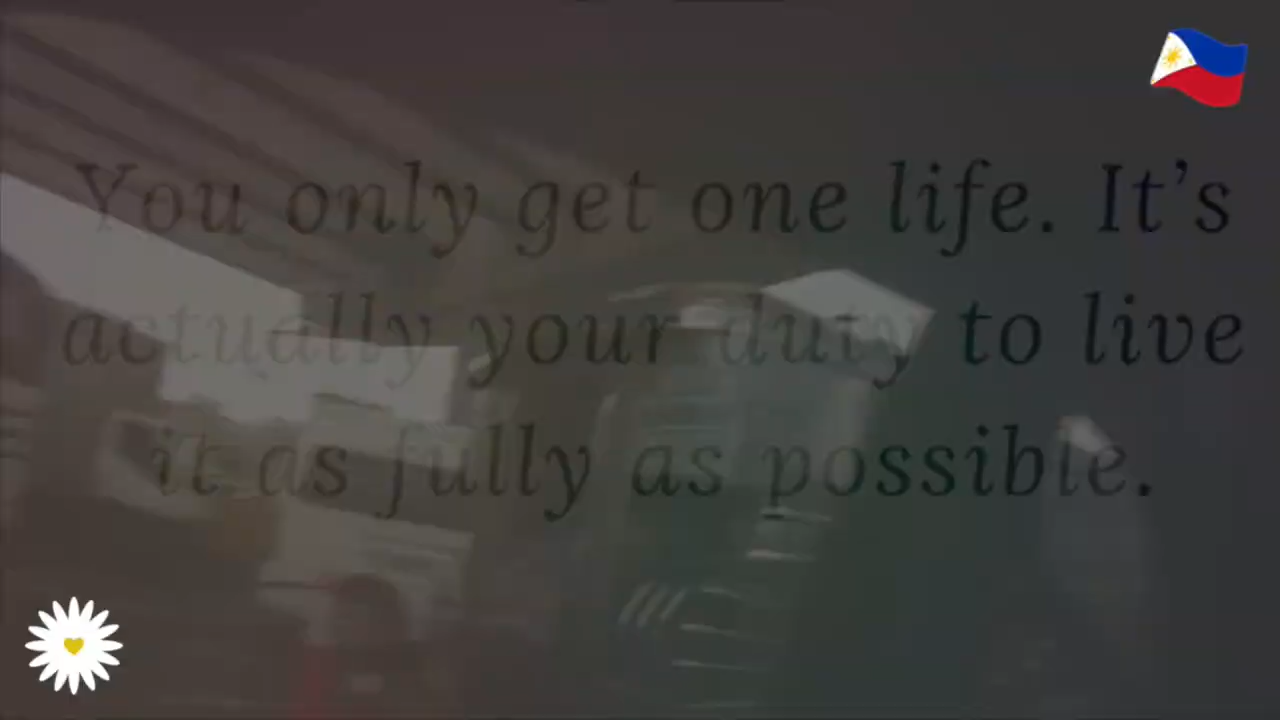 You only get one life. It’s
actually your duty to live
it as fully as possible.